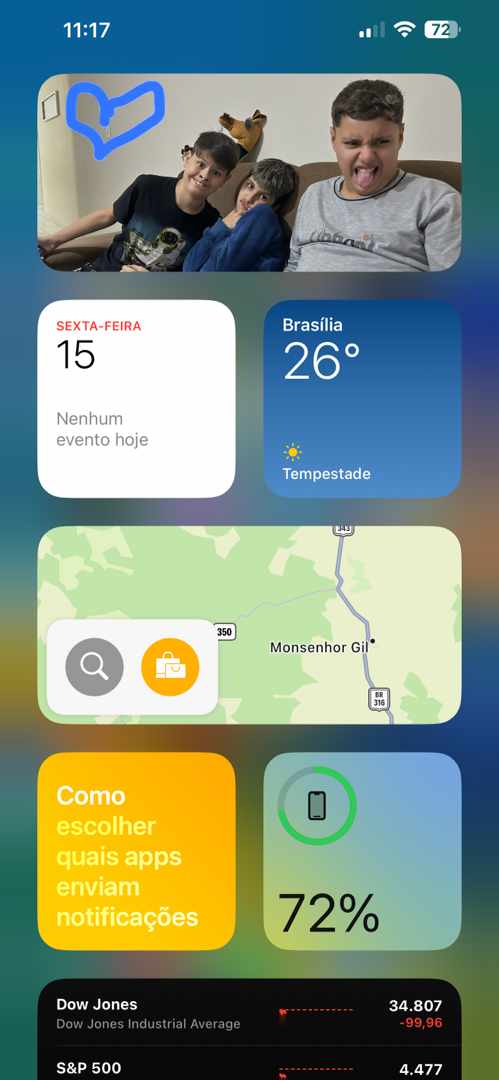 11:17
72
SEXTA-FEIRA
15
Nenhum
evento hoje
Brasília
26°
Tempestade
343
350
Monsenhor Gil
BR
316
Como
escolher
quais apps
enviam
notificações
72%
Dow Jones
34.807
Dow Jones Industrial Average
-99,96
S&P 500
4.477